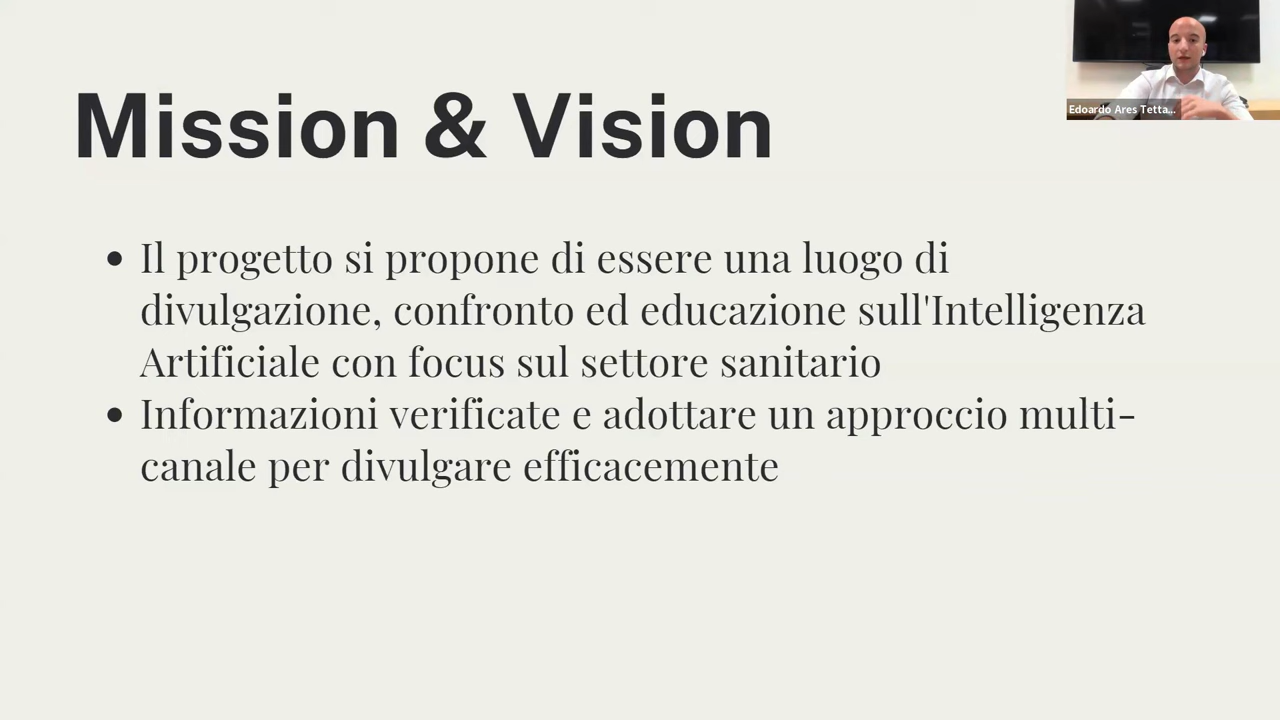 Mission & Vision
Edoardo Ares Tetta...
• Il progetto si propone di essere una luogo di
divulgazione, confronto ed educazione sull'Intelligenza
Artificiale con focus sul settore sanitario
• Informazioni verificate e adottare un approccio multi-
canale per divulgare efficacemente